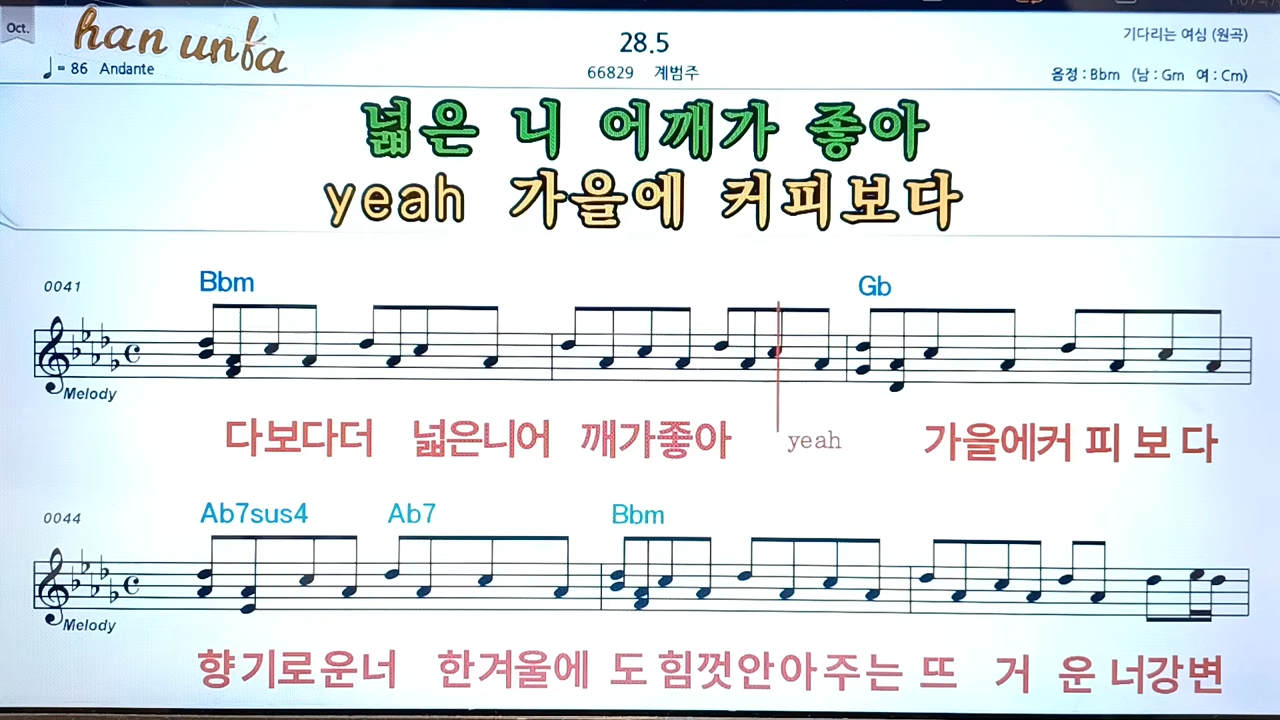 Oct.
han unfa
28.5
기다리는 여심 (원곡)
♩= 86 Andante
66829 계범주
음정 : Bbm (남 : Gm 여 : Cm)
넓은 니 어깨가 좋아
yeah 가을에 커피보다
0041
Bbm
Gb
Melody
다보다더 넓은니어 깨가좋아 yeah 가을에커 피 보 다
0044
Ab7sus4 Ab7 Bbm
Melody
향기로운너 한겨울에 도 힘껏안아주는 뜨 거 운 너강변